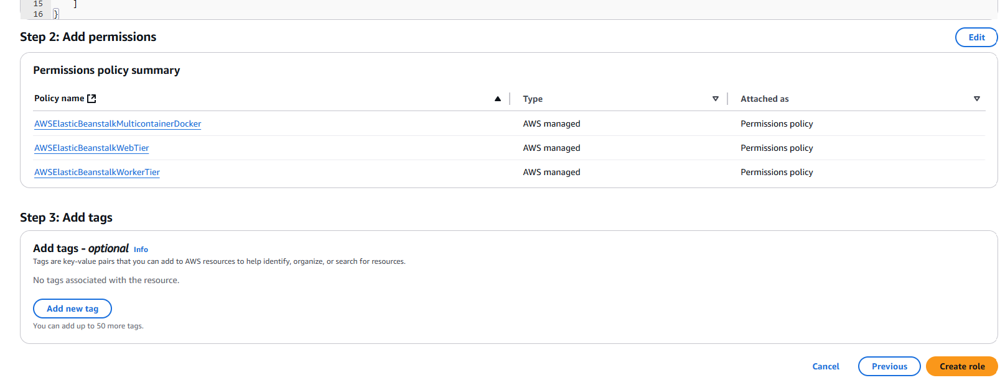 15 ]
16 }
Step 2: Add permissions
Edit
Permissions policy summary
Policy name Type Attached as
AWSElasticBeanstalkMulticontainerDocker AWS managed Permissions policy
AWSElasticBeanstalkWebTier AWS managed Permissions policy
AWSElasticBeanstalkWorkerTier AWS managed Permissions policy
Step 3: Add tags
Add tags - optional Info
Tags are key-value pairs that you can add to AWS resources to help identify, organize, or search for resources.
No tags associated with the resource.
Add new tag
You can add up to 50 more tags.
Cancel Previous Create role